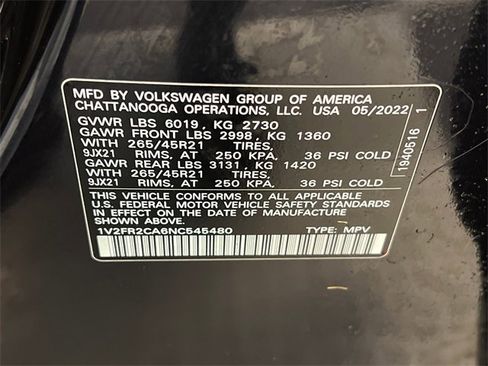 MFD BY VOLKSWAGEN GROUP OF AMERICA
CHATTANOOGA OPERATIONS, LLC. USA 05/2022
GVWR LBS 6019, KG 2730
GAWR FRONT LBS 2998, KG 1360
WITH 265/45R21 TIRES,
9JX21 RIMS, AT 250 KPA, 36 PSI COLD
GAWR REAR LBS 3131, KG 1420
WITH 265/45R21 TIRES,
9JX21 RIMS, AT 250 KPA, 36 PSI COLD
THIS VEHICLE CONFORMS TO ALL APPLICABLE
U.S. FEDERAL MOTOR VEHICLE SAFETY STANDARDS
IN EFFECT ON THE DATE OF MANUFACTURE
SHOWN ABOVE.
1V2FR2CA6NC545480 TYPE: MPV
1940516 1